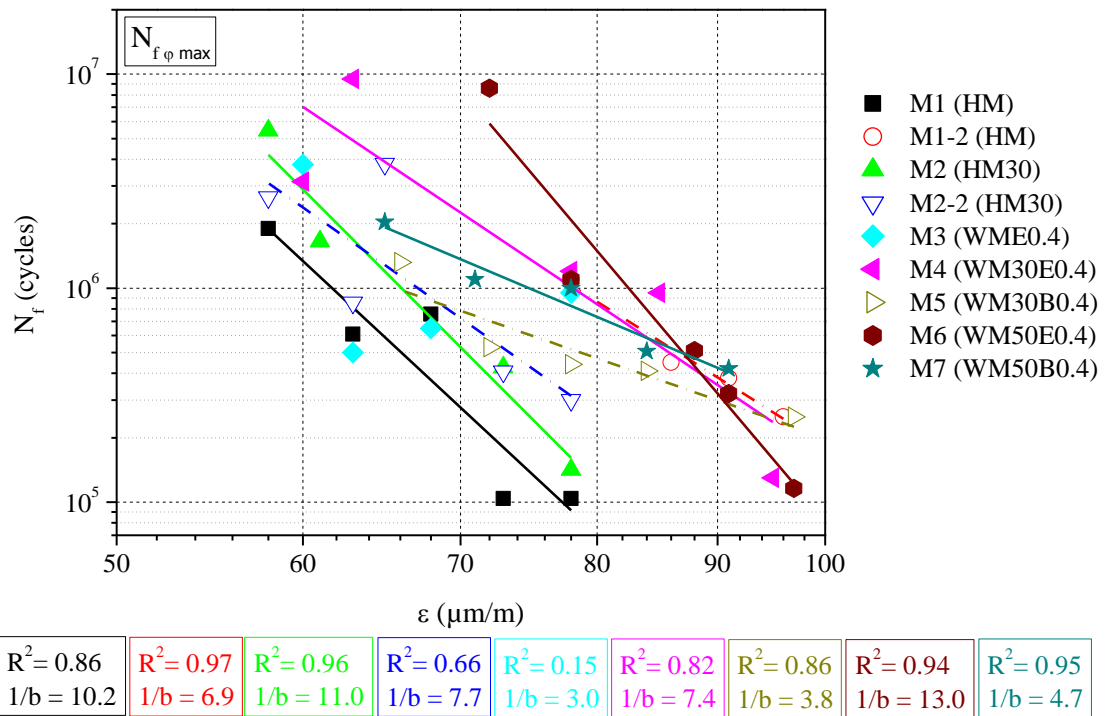 N f φ max
10^7
10^6
10^5
N_f (cycles)
50 60 70 80 90 100
ε (μm/m)
M1 (HM)
M1-2 (HM)
M2 (HM30)
M2-2 (HM30)
M3 (WME0.4)
M4 (WM30E0.4)
M5 (WM30B0.4)
M6 (WM50E0.4)
M7 (WM50B0.4)
R²= 0.86
1/b = 10.2
R²= 0.97
1/b = 6.9
R²= 0.96
1/b = 11.0
R²= 0.66
1/b = 7.7
R²= 0.15
1/b = 3.0
R²= 0.82
1/b = 7.4
R²= 0.86
1/b = 3.8
R²= 0.94
1/b = 13.0
R²= 0.95
1/b = 4.7